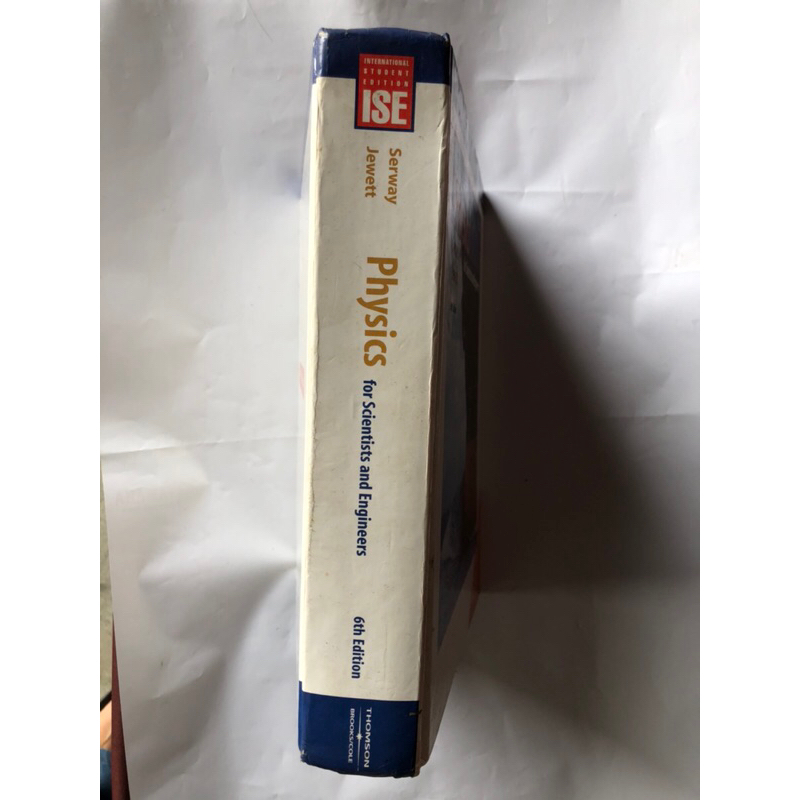 INTERNATIONAL
STUDENT
EDITION
ISE
Serway
Jewett
Physics
for Scientists and Engineers
6th Edition
THOMSON
BROOKS/COLE